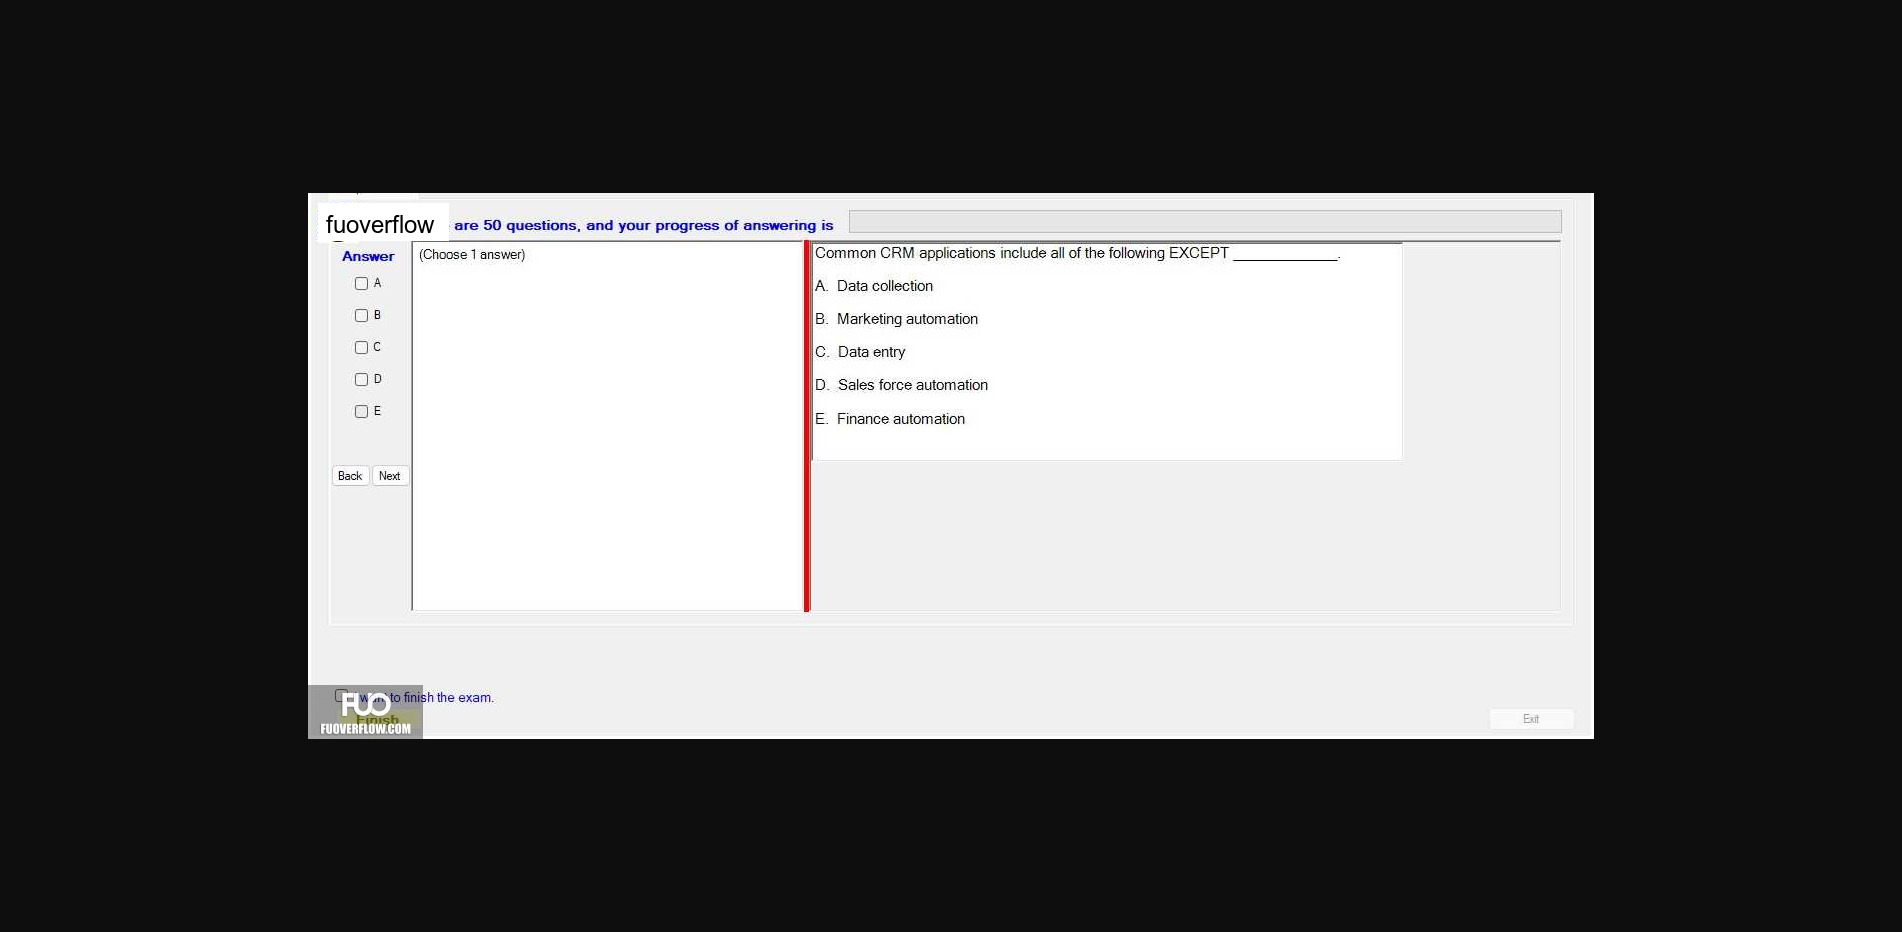 fuoverflow are 50 questions, and your progress of answering is
Answer
(Choose 1 answer)
A
B
C
D
E
Back Next
Common CRM applications include all of the following EXCEPT _____________.
A. Data collection
B. Marketing automation
C. Data entry
D. Sales force automation
E. Finance automation
want to finish the exam.
FUO
Finish
FUOVERFLOW.COM
Exit